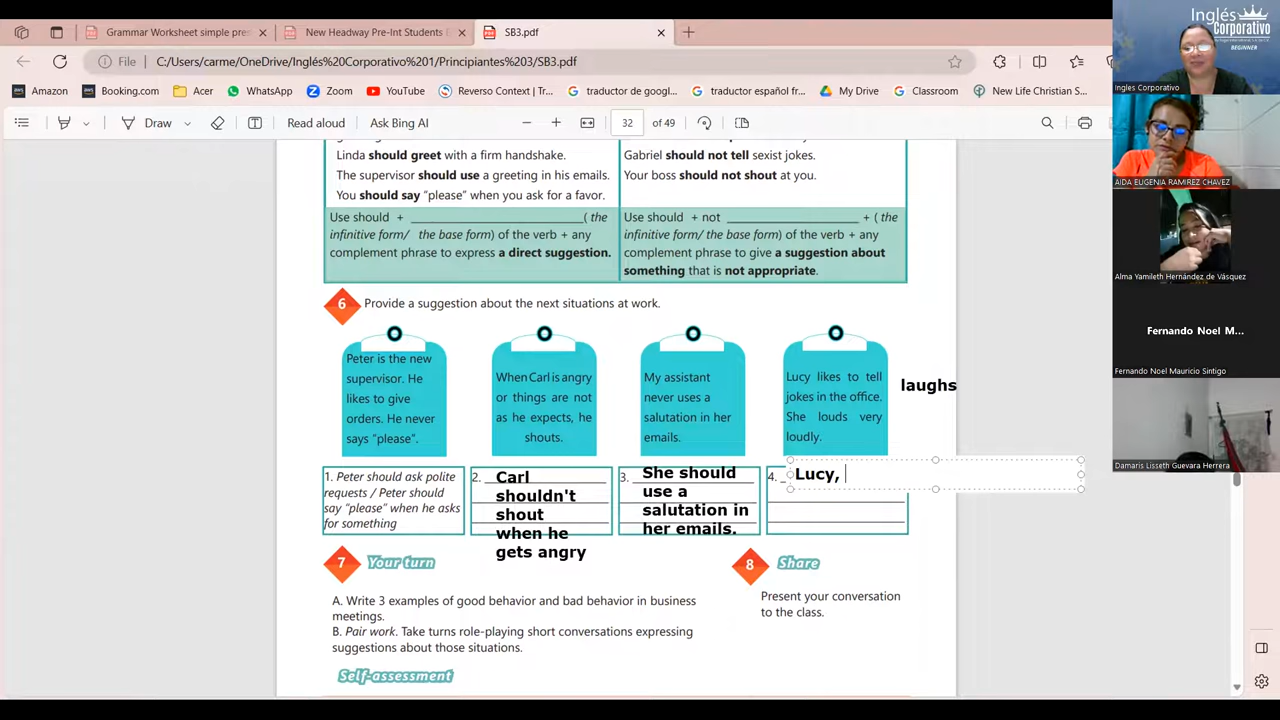 Grammar Worksheet simple pre
New Headway Pre-Int Students B
SB3.pdf
File
C:/Users/carme/OneDrive/Inglés%20Corporativo%201/Principiantes%203/SB3.pdf
Amazon
Booking.com
Acer
WhatsApp
Zoom
YouTube
Reverso Context | Tr...
traductor de googl...
traductor español fr...
My Drive
Classroom
New Life Christian S...
Draw
Read aloud
Ask Bing AI
32
of 49
Linda should greet with a firm handshake.
The supervisor should use a greeting in his emails.
You should say “please” when you ask for a favor.
Gabriel should not tell sexist jokes.
Your boss should not shout at you.
Use should + ____________________ ( the
infinitive form/ the base form) of the verb + any
complement phrase to express a direct suggestion.
Use should + not ________________ + ( the
infinitive form/ the base form) of the verb + any
complement phrase to give a suggestion about
something that is not appropriate.
6
Provide a suggestion about the next situations at work.
Peter is the new
supervisor. He
likes to give
orders. He never
says “please”.
When Carl is angry
or things are not
as he expects, he
shouts.
My assistant
never uses a
salutation in her
emails.
Lucy likes to tell
jokes in the office.
She louds very
loudly.
laughs
1. Peter should ask polite
requests / Peter should
say “please” when he asks
for something
2.
Carl
shouldn't
shout
when he
gets angry
3.
She should
use a
salutation in
her emails.
4.
Lucy,
7
Your turn
A. Write 3 examples of good behavior and bad behavior in business
meetings.
B. Pair work. Take turns role-playing short conversations expressing
suggestions about those situations.
8
Share
Present your conversation
to the class.
Self-assessment
Inglés
Corporativo
BEGINNER
Ingles Corporativo
AIDA EUGENIA RAMIREZ CHAVEZ
Alma Yamileth Hernández de Vásquez
Fernando Noel M...
Fernando Noel Mauricio Sintigo
Damaris Lisseth Guevara Herrera